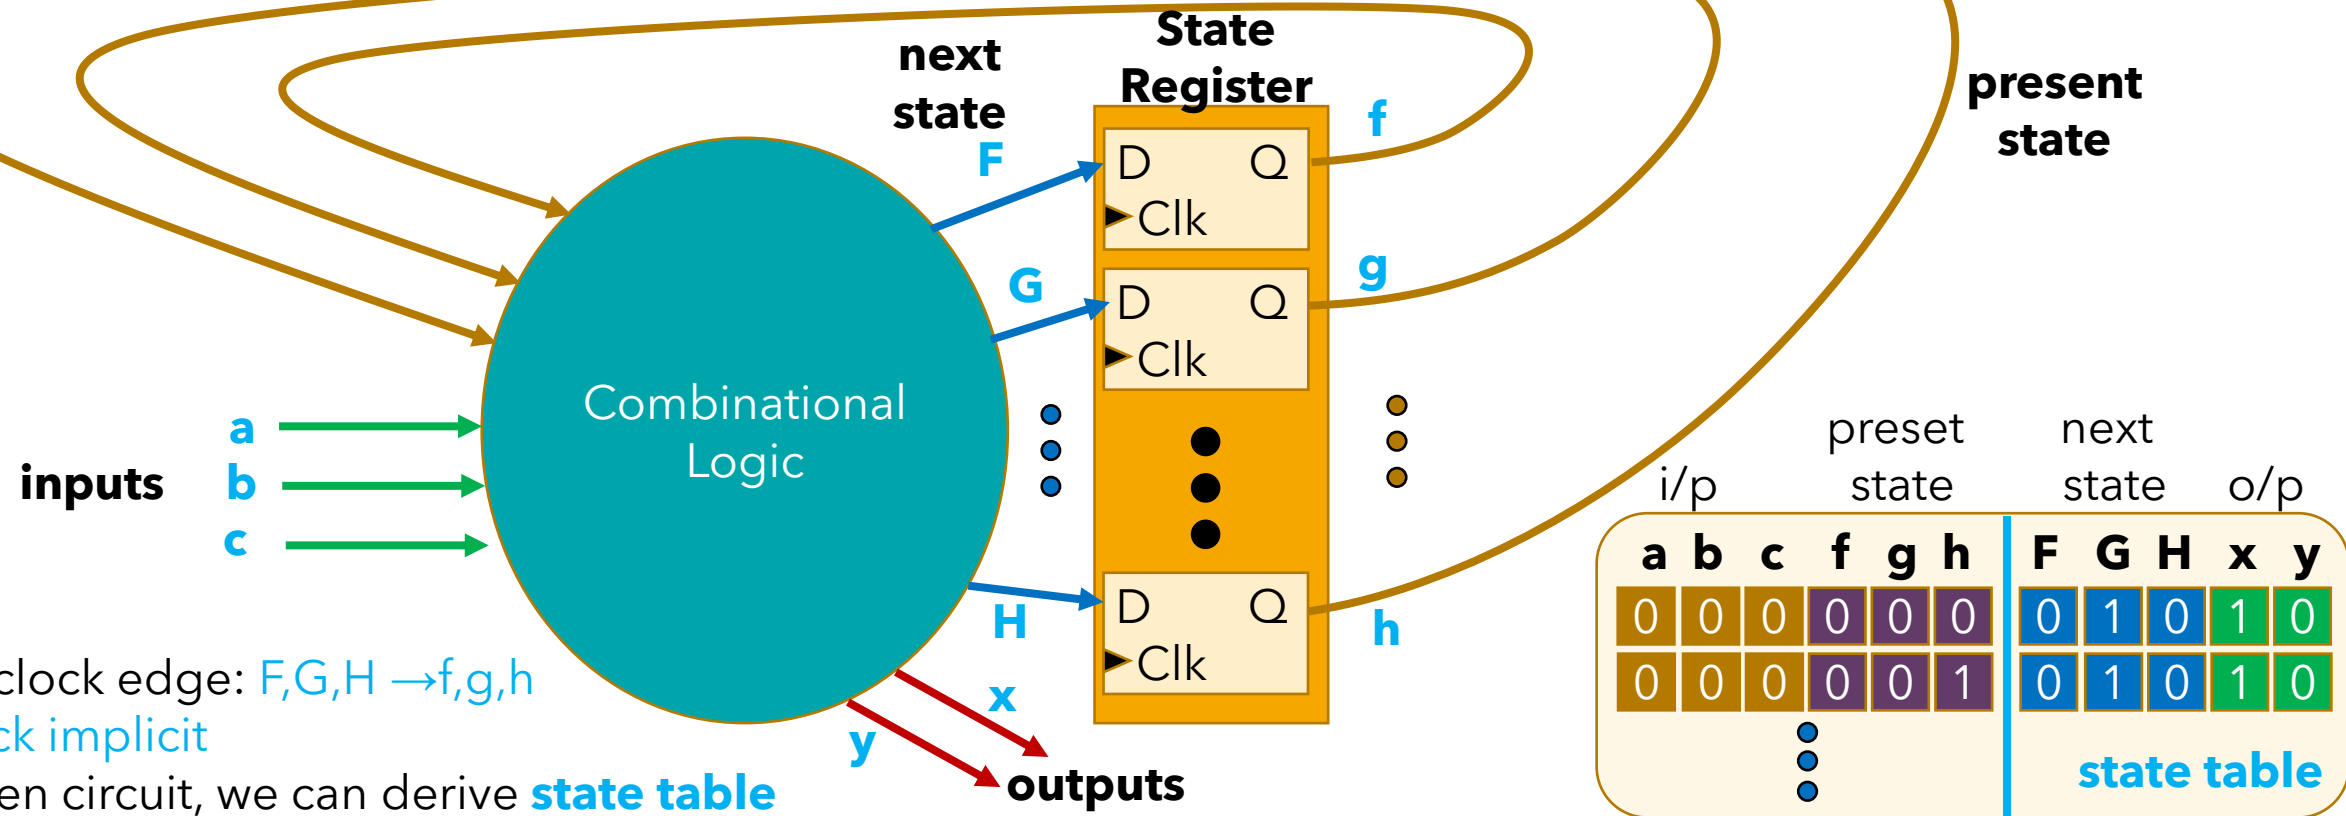 State
Register
next
state
present
state
F
f
D Q
Clk
G
g
D Q
Clk
Combinational
Logic
inputs
a
b
c
H
h
D Q
Clk
x
y
outputs
clock edge: F,G,H →f,g,h
ck implicit
en circuit, we can derive state table
preset next
i/p state state o/p
a b c f g h F G H x y
0 0 0 0 0 0 0 1 0 1 0
0 0 0 0 0 1 0 1 0 1 0
state table